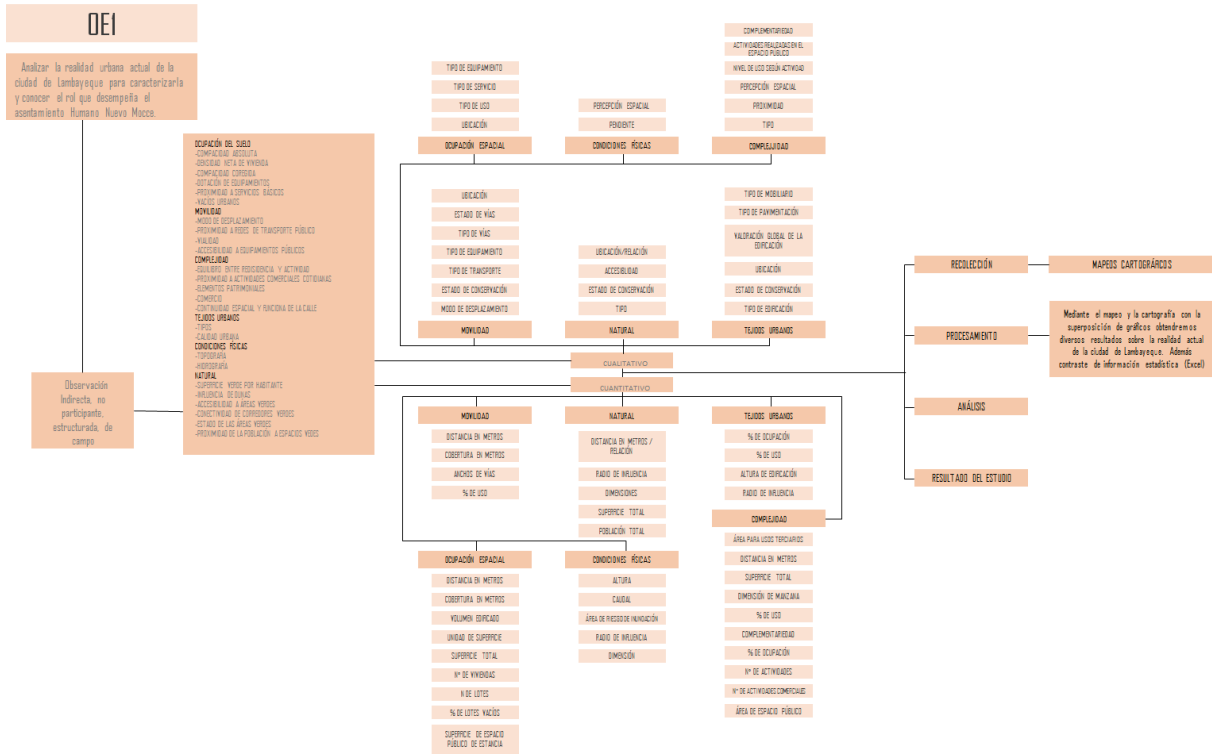 OE1
Analizar la realidad urbana actual de la
ciudad de Lambayeque para caracterizarla
y conocer el rol que desempeña el
asentamiento Humano Nuevo Mocce.
Observación
Indirecta, no
participante,
estructurada, de
campo
OCUPACIÓN DEL SUELO
-COMPACIDAD ABSOLUTA
-DENSIDAD NETA DE VIVIENDA
-COMPACIDAD COREGIDA
-DOTACIÓN DE EQUIPAMIENTOS
-PROXIMIDAD A SERVICIOS BÁSICOS
-VACIOS URBANOS
MOVILIDAD
-MODO DE DESPLAZAMIENTO
-PROXIMIDAD A REDES DE TRANSPORTE PÚBLICO
-VIALIDAD
-ACCESIBILIDAD A EQUIPAMIENTOS PÚBLICOS
COMPLEJIDAD
-EQUILIBRO ENTRE REDISIDENCIA Y ACTIVIDAD
-PROXIMIDAD A ACTIVIDADES COMERCIALES COTIDIANAS
-ELEMENTOS PATRIMONIALES
-COMERCIO
-CONTINUIDAD ESPACIAL Y FUNCIONA DE LA CALLE
TEJIDOS URBANOS
-TIPOS
-CALIDAD URBANA
CONDICIONES FÍSICAS
-TOPOGRAFÍA
-HIDROGRAFÍA
NATURAL
-SUPERFICIE VERDE POR HABITANTE
-INFLUENCIA DE DUNAS
-ACCESIBILIDAD A ÁREAS VERDES
-CONECTIVIDAD DE CORREDORES VERDES
-ESTADO DE LAS ÁREAS VERDES
-PROXIMIDAD DE LA POBLACIÓN A ESPACIOS VEDES
TIPO DE EQUIPAMIENTO
TIPO DE SERVICIO
TIPO DE USO
UBICACIÓN
OCUPACIÓN ESPACIAL
PERCEPCIÓN ESPACIAL
PENDIENTE
CONDICIONES FÍSICAS
COMPLEMENTARIEDAD
ACTIVIDADES REALIZADAS EN EL
ESPACIO PÚBLICO
NIVEL DE USO SEGÚN ACTIVIDAD
PERCEPCIÓN ESPACIAL
PROXIMIDAD
TIPO
COMPLEJIDAD
UBICACIÓN
ESTADO DE VÍAS
TIPO DE VÍAS
TIPO DE EQUIPAMIENTO
TIPO DE TRANSPORTE
ESTADO DE CONSERVACIÓN
MODO DE DESPLAZAMIENTO
MOVILIDAD
UBICACIÓN/RELACIÓN
ACCESIBLIDAD
ESTADO DE CONSERVACIÓN
TIPO
NATURAL
TIPO DE MOBILIARIO
TIPO DE PAVIMENTACIÓN
VALORACIÓN GLOBAL DE LA
EDIFICACIÓN
UBICACIÓN
ESTADO DE CONSERVACIÓN
TIPO DE EDIFICACIÓN
TEJIDOS URBANOS
CUALITATIVO
CUANTITATIVO
MOVILIDAD
DISTANCIA EN METROS
COBERTURA EN METROS
ANCHOS DE VÍAS
% DE USO
NATURAL
DISTANCIA EN METROS /
RELACIÓN
RADIO DE INFLUENCIA
DIMENSIONES
SUPERFICIE TOTAL
POBLACIÓN TOTAL
TEJIDOS URBANOS
% DE OCUPACIÓN
% DE USO
ALTURA DE EDIFICACIÓN
RADIO DE INFLUENCIA
COMPLEJIDAD
ÁREA PARA USOS TERCIARIOS
DISTANCIA EN METROS
SUPERFICIE TOTAL
DIMENSIÓN DE MANZANA
% DE USO
COMPLEMENTARIEDAD
% DE OCUPACIÓN
N° DE ACTIVIDADES
N° DE ACTIVIDADES COMERCIALES
ÁREA DE ESPACIO PÚBLICO
OCUPACIÓN ESPACIAL
DISTANCIA EN METROS
COBERTURA EN METROS
VOLUMEN EDIFICADO
UNIDAD DE SUPERFICIE
SUPERFICIE TOTAL
N° DE VIVIENDAS
N DE LOTES
% DE LOTES VACÍOS
SUPERFICIE DE ESPACIO
PÚBLICO DE ESTANCIA
CONDICIONES FÍSICAS
ALTURA
CAUDAL
ÁREA DE RIESGO DE INUNDACIÓN
RADIO DE INFLUENCIA
DIMENSIÓN
RECOLECCIÓN
MAPEOS CARTOGRÁFICOS
PROCESAMIENTO
Mediante el mapeo y la cartografía con la
superposición de gráficos obtendremos
diversos resultados sobre la realidad actual
de la ciudad de Lambayeque. Además
contraste de información estadística (Excel)
ANÁLISIS
RESULTADO DEL ESTUDIO